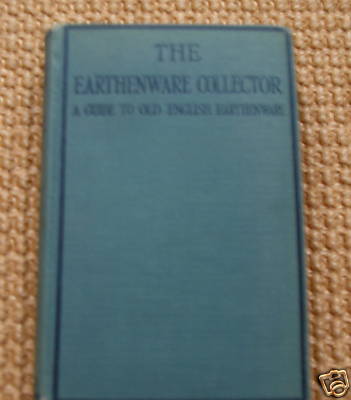 THE
EARTHENWARE COLLECTOR
A GUIDE TO OLD ENGLISH EARTHENWARE